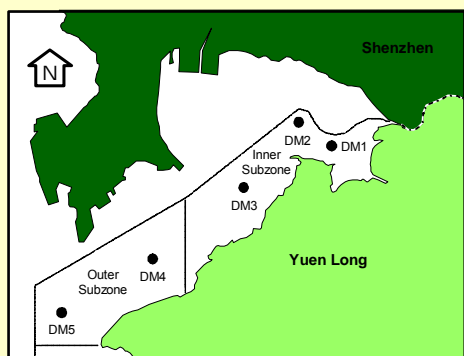 Shenzhen
N
DM2
DM1
Inner
Subzone
DM3
Yuen Long
Outer
Subzone
DM4
DM5